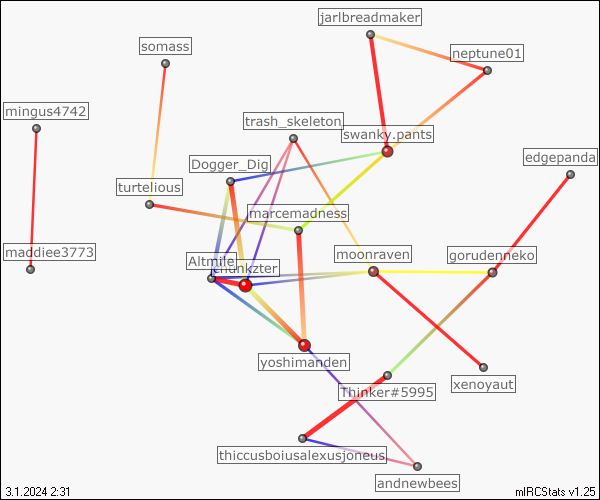 jarlbreadmaker
somass
neptune01
mingus4742
trash_skeleton
swanky.pants
Dogger_Dig
edgepanda
turtelious
marcemadness
maddiee3773
Altmile
chunkzter
moonraven
gorudenneko
yoshimanden
Thinker#5995
xenoyaut
thiccusboiusalexusjoneus
andnewbees
3.1.2024 2:31
mIRCStats v1.25